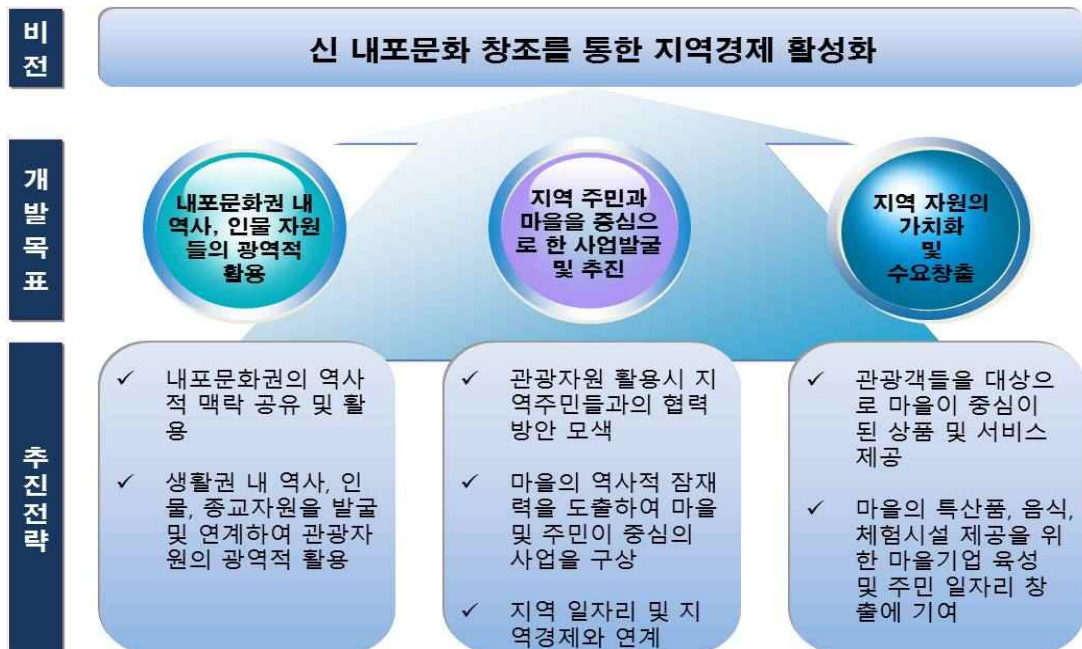 비
전
신 내포문화 창조를 통한 지역경제 활성화
개
발
목
표
내포문화권 내
역사, 인물 자원
들의 광역적
활용
지역 주민과
마을을 중심으
로 한 사업발굴
및 추진
지역 자원의
가치화
및
수요창출
추
진
전
략
✓ 내포문화권의 역사
적 맥락 공유 및 활
용
✓ 생활권 내 역사, 인
물, 종교자원을 발굴
및 연계하여 관광자
원의 광역적 활용
✓ 관광자원 활용시 지
역주민들과의 협력
방안 모색
✓ 마을의 역사적 잠재
력을 도출하여 마을
및 주민이 중심의
사업을 구상
✓ 지역 일자리 및 지
역경제와 연계
✓ 관광객들을 대상으
로 마을이 중심이
된 상품 및 서비스
제공
✓ 마을의 특산품, 음식,
체험시설 제공을 위
한 마을기업 육성
및 주민 일자리 창
출에 기여